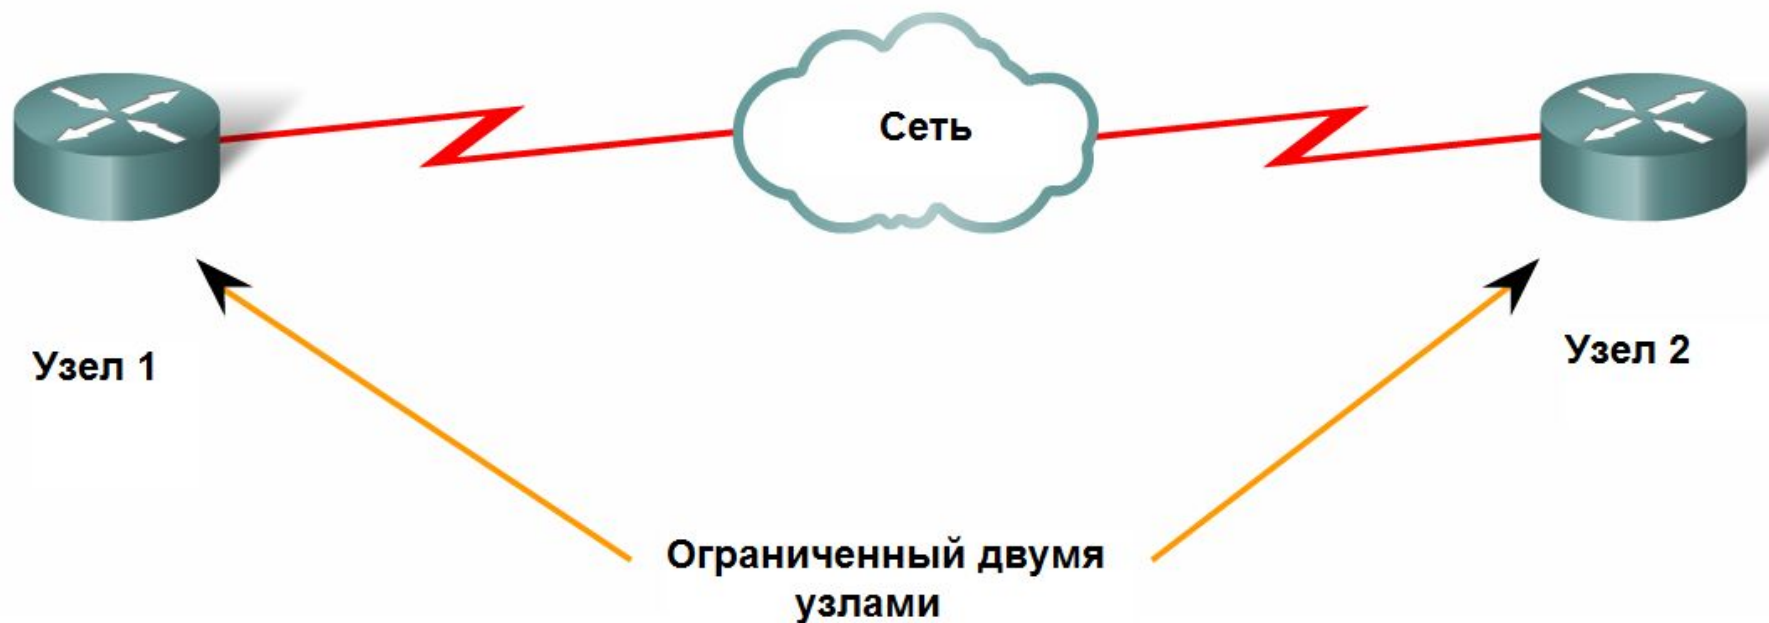 Сеть
Узел 1
Узел 2
Ограниченный двумя
узлами